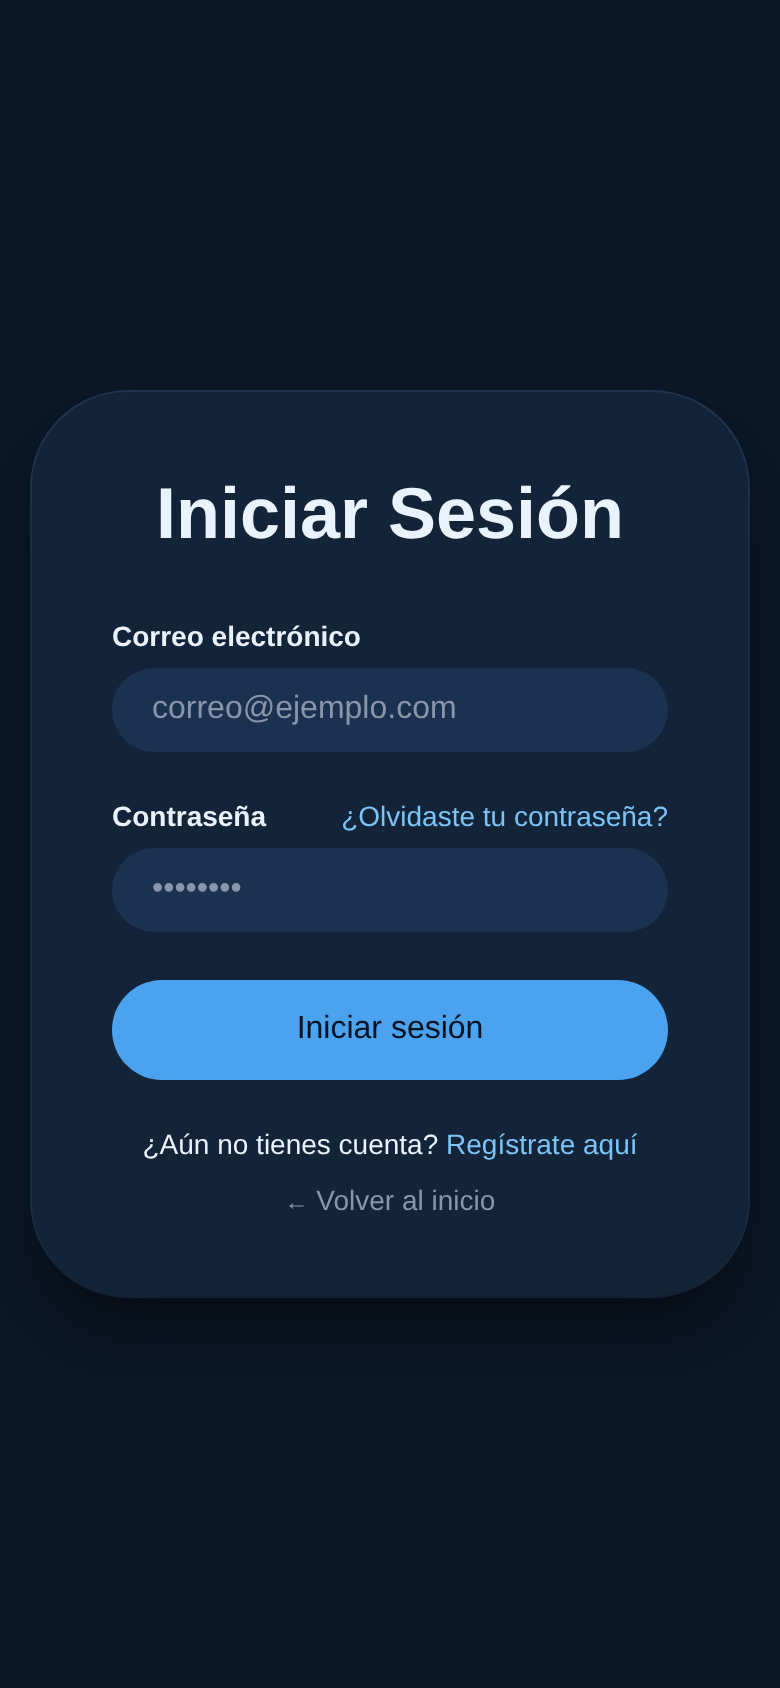 Iniciar Sesión
Correo electrónico
correo@ejemplo.com
Contraseña ¿Olvidaste tu contraseña?
••••••••
Iniciar sesión
¿Aún no tienes cuenta? Regístrate aquí
← Volver al inicio